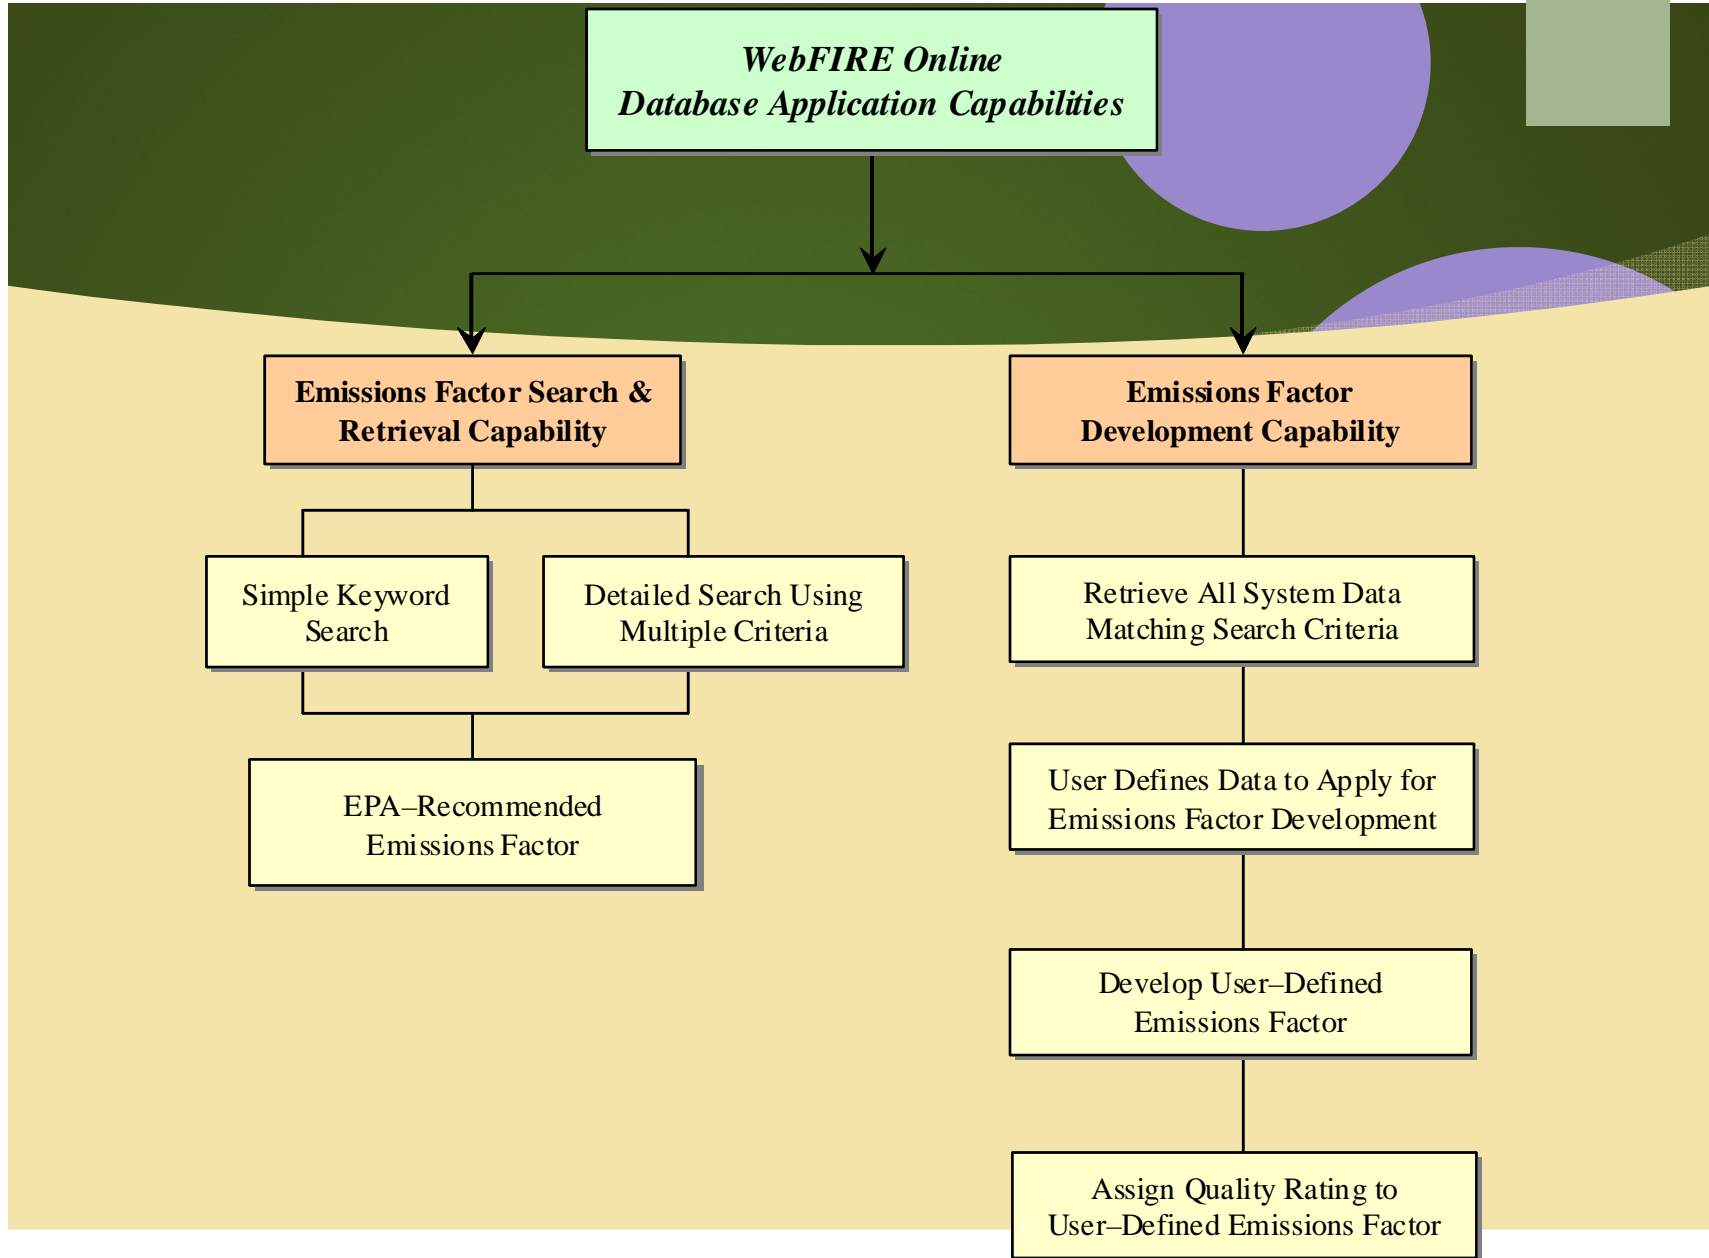 WebFIRE Online
Database Application Capabilities
Emissions Factor Search &
Retrieval Capability
Emissions Factor
Development Capability
Simple Keyword
Search
Detailed Search Using
Multiple Criteria
Retrieve All System Data
Matching Search Criteria
EPA–Recommended
Emissions Factor
User Defines Data to Apply for
Emissions Factor Development
Develop User–Defined
Emissions Factor
Assign Quality Rating to
User–Defined Emissions Factor